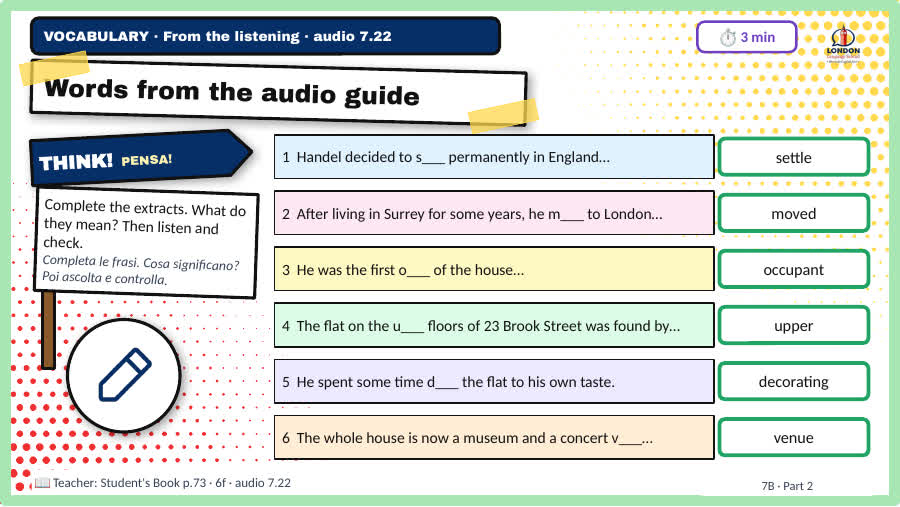 VOCABULARY · From the listening · audio 7.22
⏱️ 3 min
LONDON
Words from the audio guide
THINK! PENSA!
Complete the extracts. What do
they mean? Then listen and
check.
Completa le frasi. Cosa significano?
Poi ascolta e controlla.
1 Handel decided to s___ permanently in England... settle
2 After living in Surrey for some years, he m___ to London... moved
3 He was the first o___ of the house... occupant
4 The flat on the u___ floors of 23 Brook Street was found by... upper
5 He spent some time d___ the flat to his own taste. decorating
6 The whole house is now a museum and a concert v___... venue
📖 Teacher: Student's Book p.73 · 6f · audio 7.22
7B · Part 2